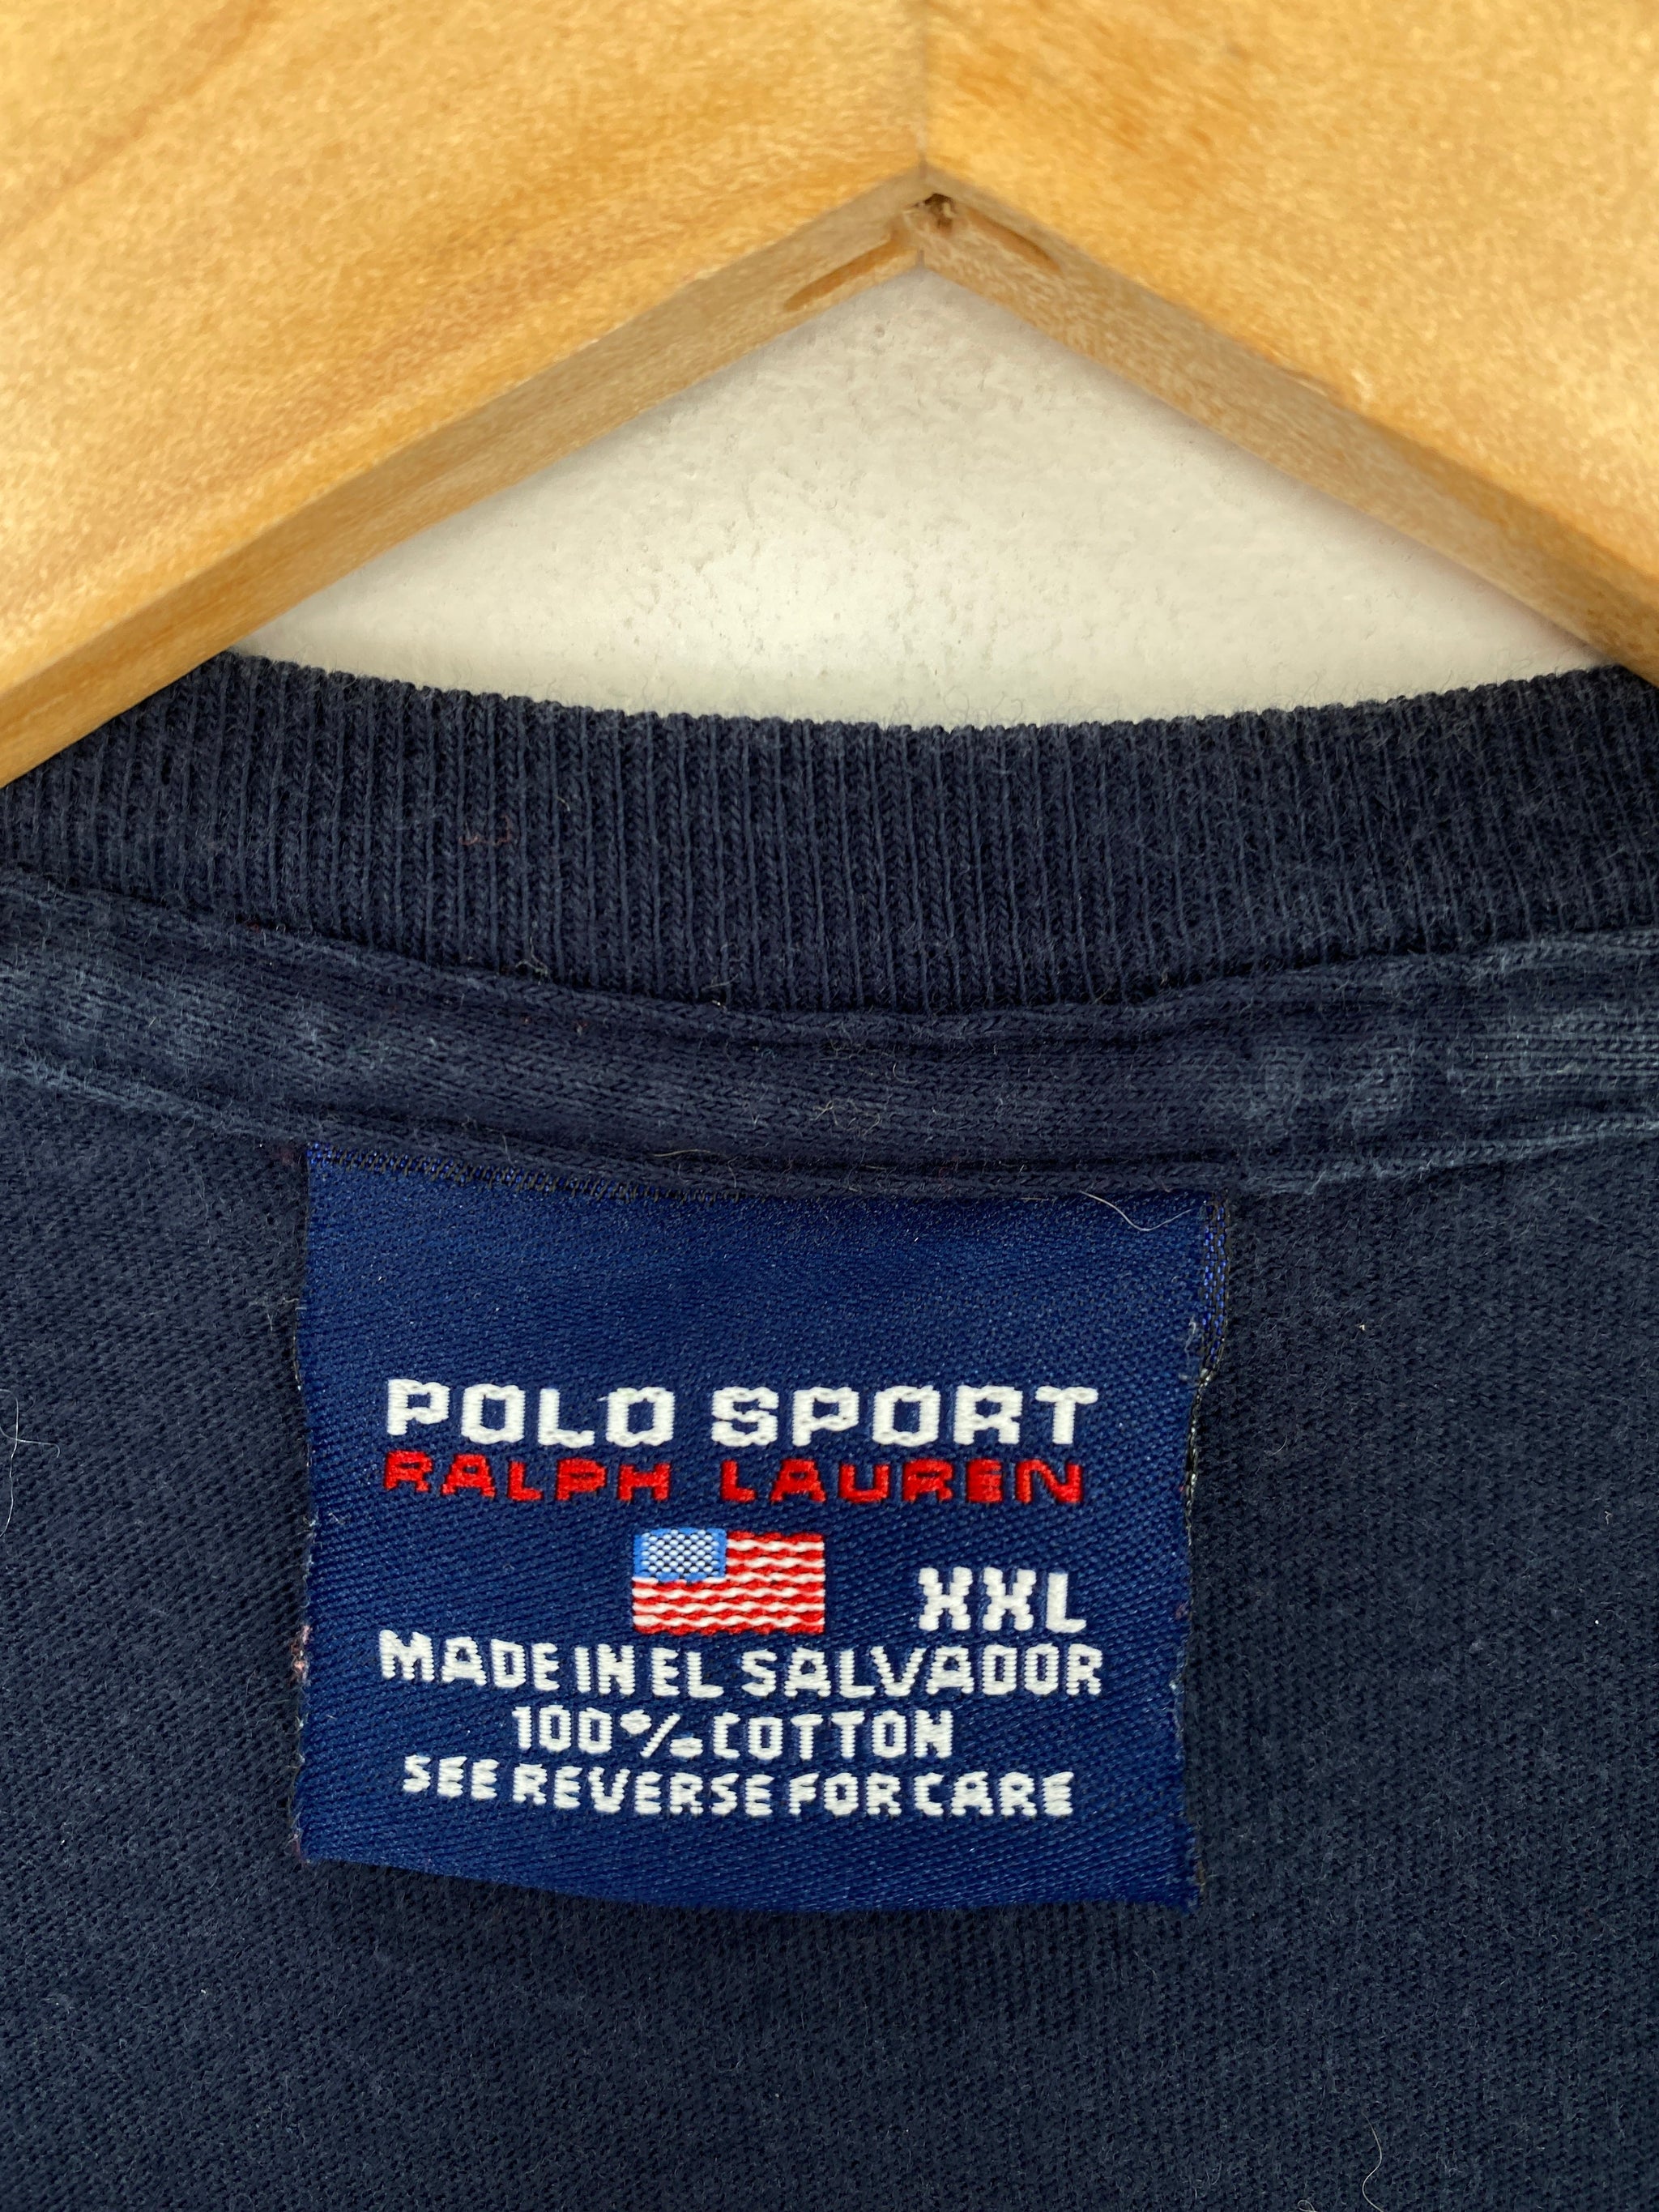 POLO SPORT
RALPH LAUREN
XXL
MADE IN EL SALVADOR
100% COTTON
SEE REVERSE FOR CARE